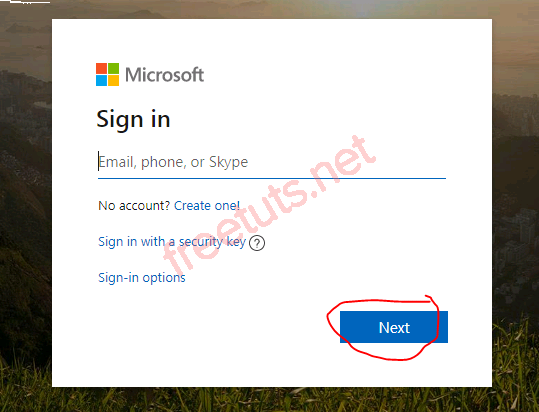 Microsoft
Sign in
Email, phone, or Skype
No account? Create one!
Sign in with a security key ?
Sign-in options
Next
freetuts.net